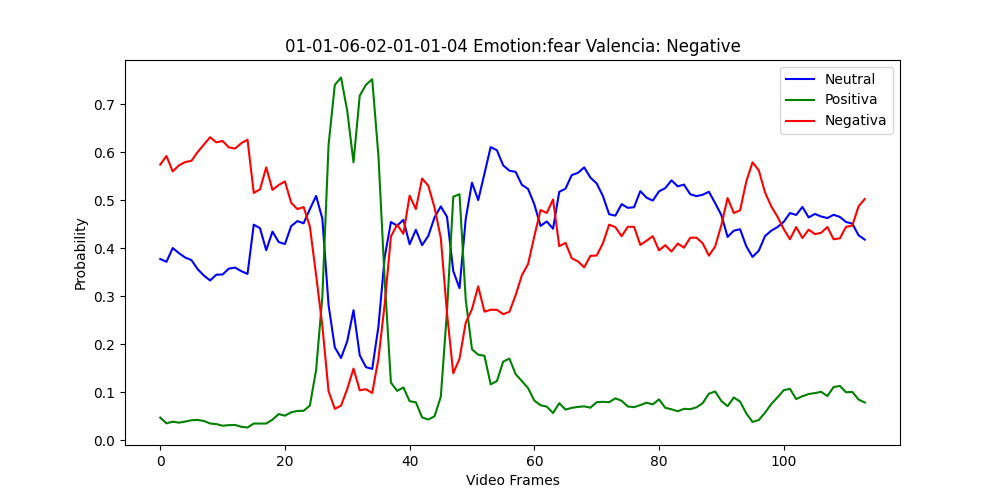 01-01-06-02-01-01-04 Emotion:fear Valencia: Negative
Neutral
Positiva
Negativa
Probability
0.7
0.6
0.5
0.4
0.3
0.2
0.1
0.0
0 20 40 60 80 100
Video Frames